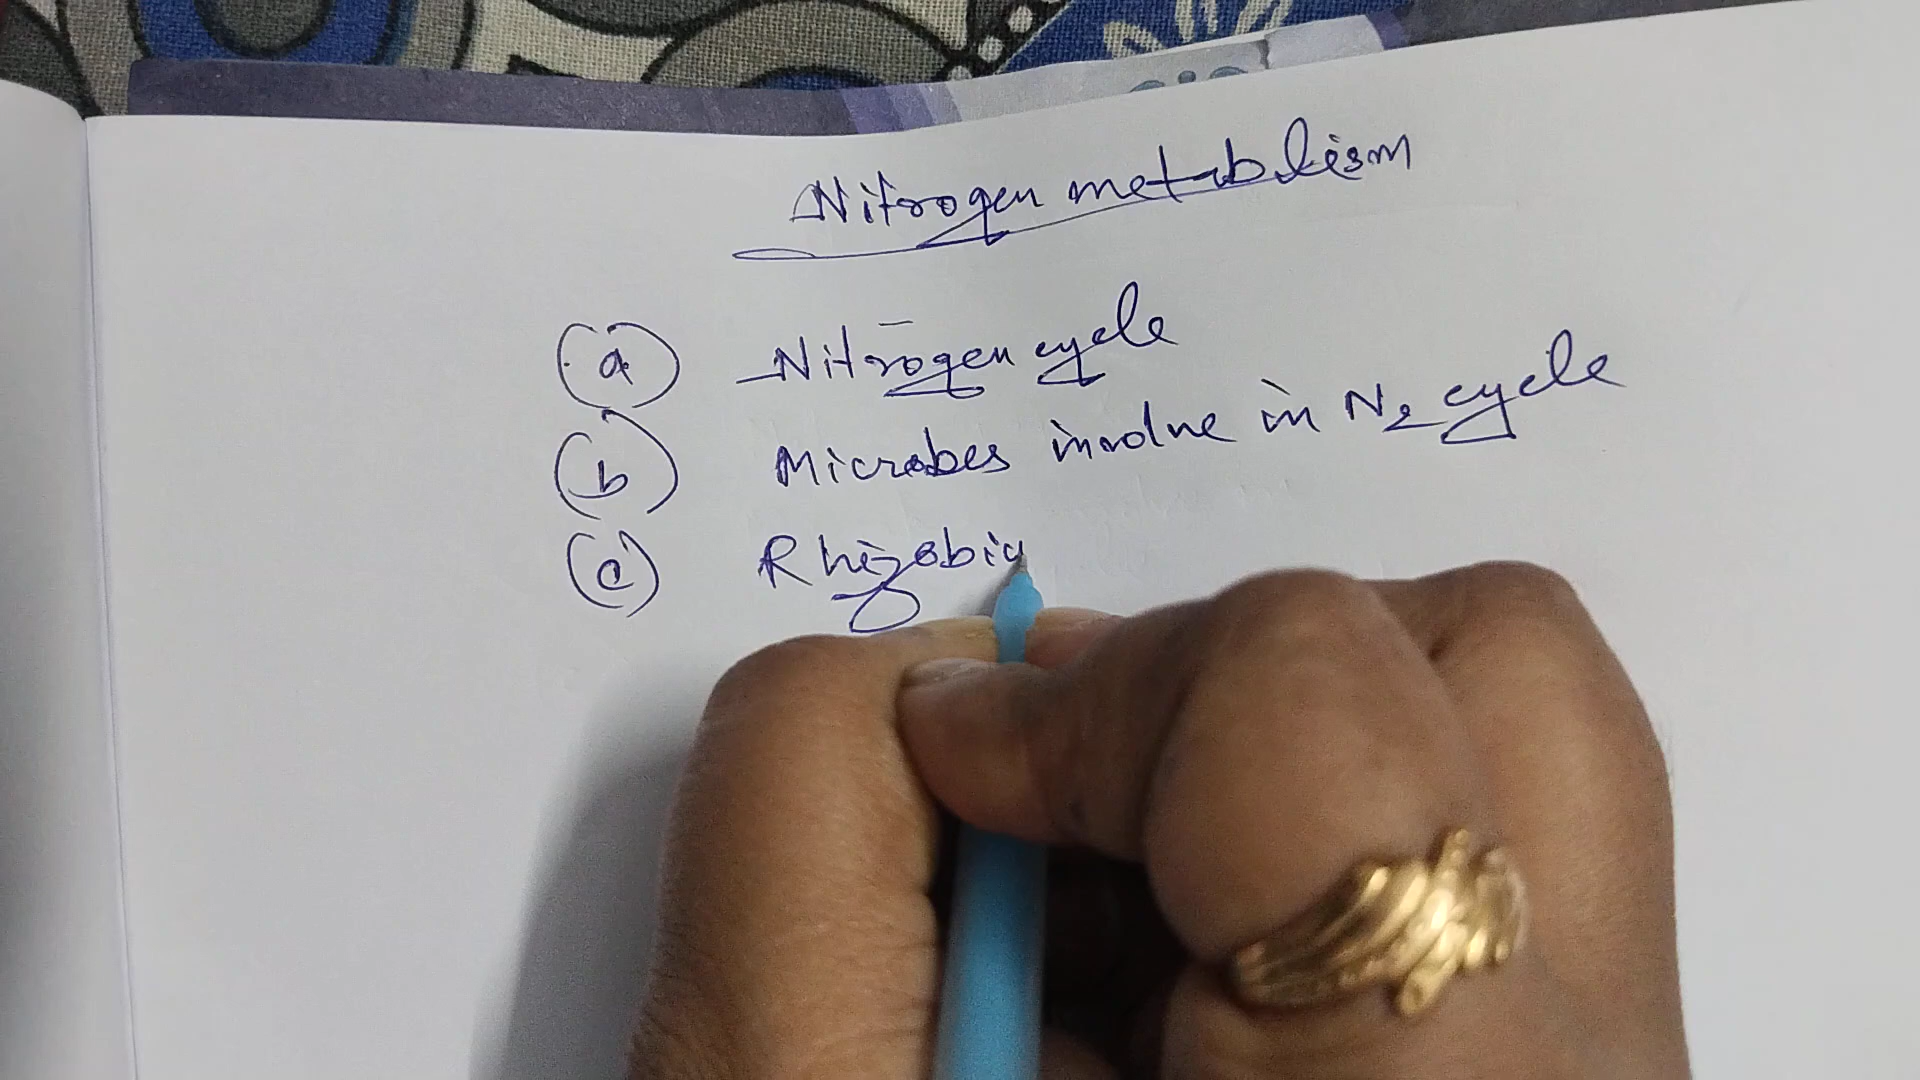 Nitrogen metabolism
(a) Nitrogen cycle
(b) Microbes involve in N₂ cycle
(c) Rhizobiu